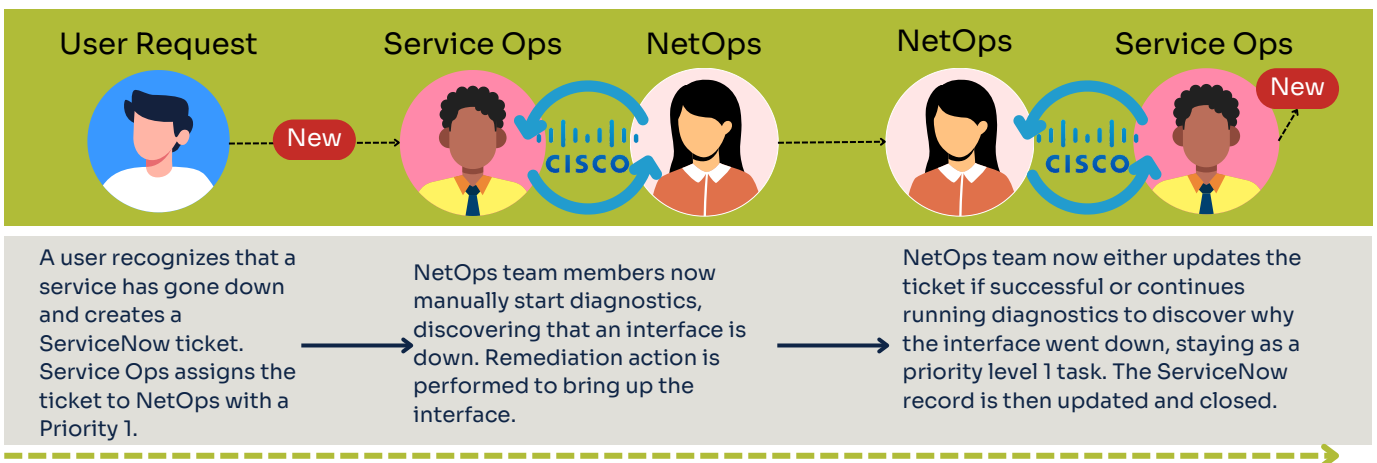 User Request
Service Ops
NetOps
NetOps
Service Ops
New
New
CISCO
CISCO
A user recognizes that a
service has gone down
and creates a
ServiceNow ticket.
Service Ops assigns the
ticket to NetOps with a
Priority 1.
NetOps team members now
manually start diagnostics,
discovering that an interface is
down. Remediation action is
performed to bring up the
interface.
NetOps team now either updates the
ticket if successful or continues
running diagnostics to discover why
the interface went down, staying as a
priority level 1 task. The ServiceNow
record is then updated and closed.